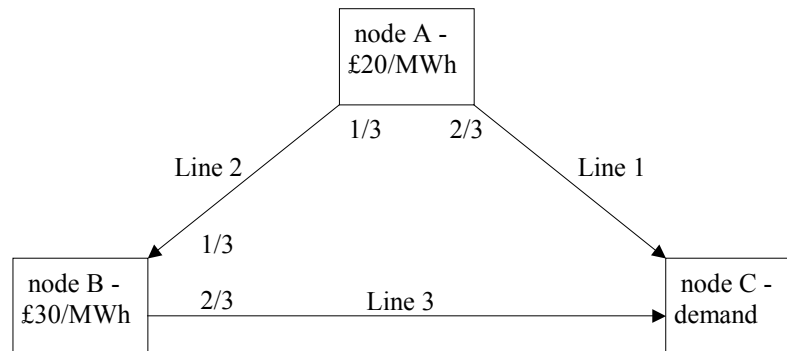 node A -
£20/MWh
1/3 2/3
Line 2
Line 1
1/3
node B -
£30/MWh
2/3
Line 3
node C -
demand